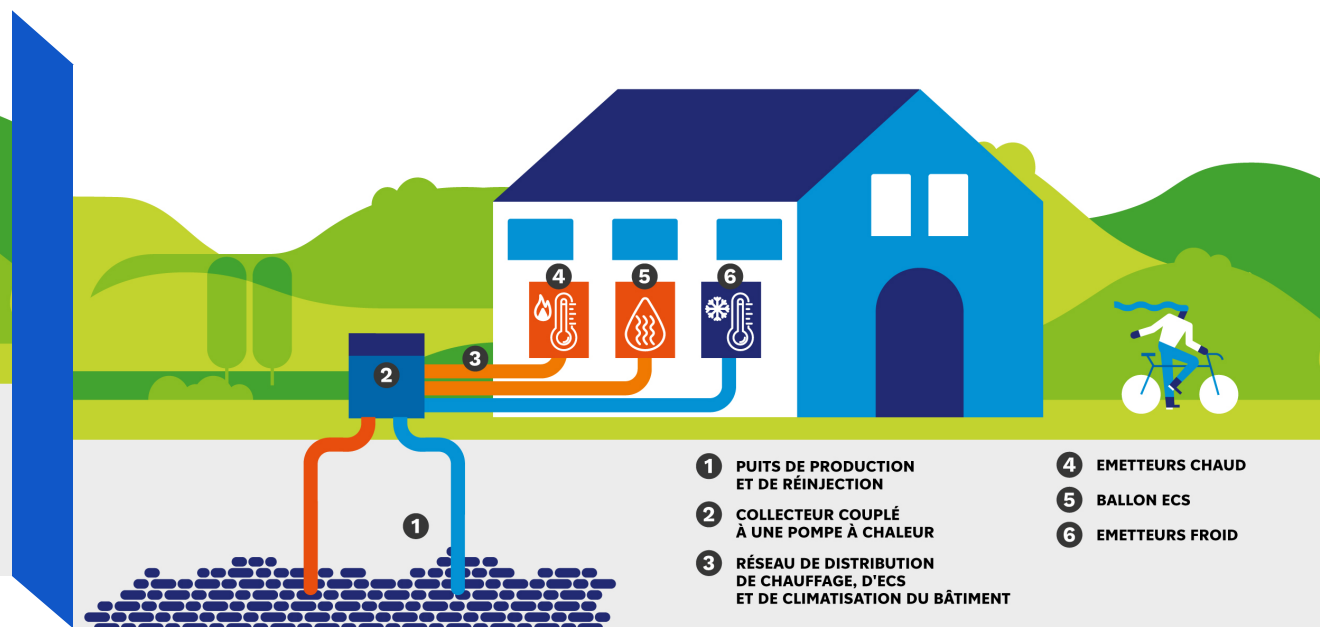 4
5
6
3
2
1
1 PUITS DE PRODUCTION
ET DE RÉINJECTION
2 COLLECTEUR COUPLÉ
À UNE POMPE À CHALEUR
3 RÉSEAU DE DISTRIBUTION
DE CHAUFFAGE, D'ECS
ET DE CLIMATISATION DU BÂTIMENT
4 EMETTEURS CHAUD
5 BALLON ECS
6 EMETTEURS FROID